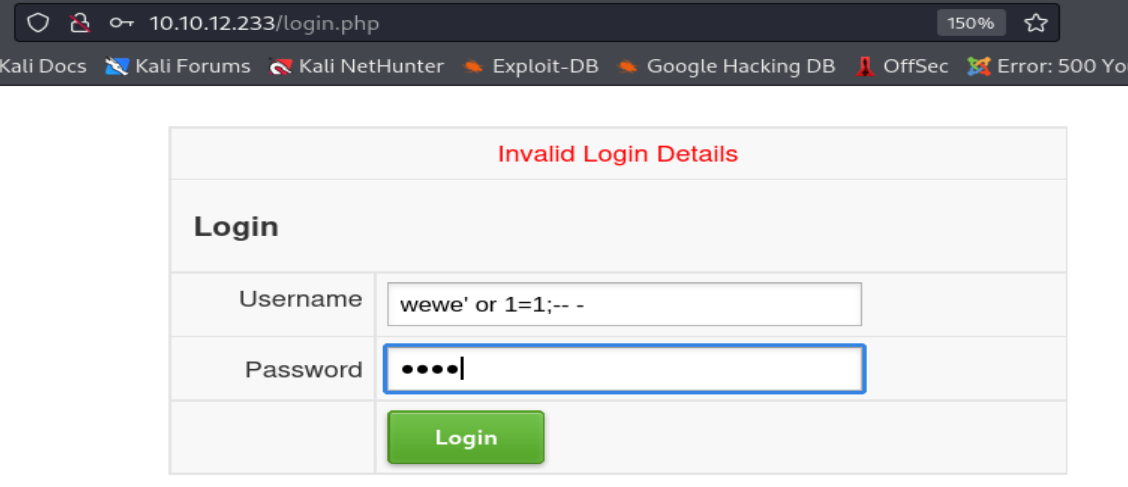 10.10.12.233/login.php 150%
Kali Docs Kali Forums Kali NetHunter Exploit-DB Google Hacking DB OffSec Error: 500 Yo
Invalid Login Details
Login
Username wewe' or 1=1;-- -
Password ••••
Login